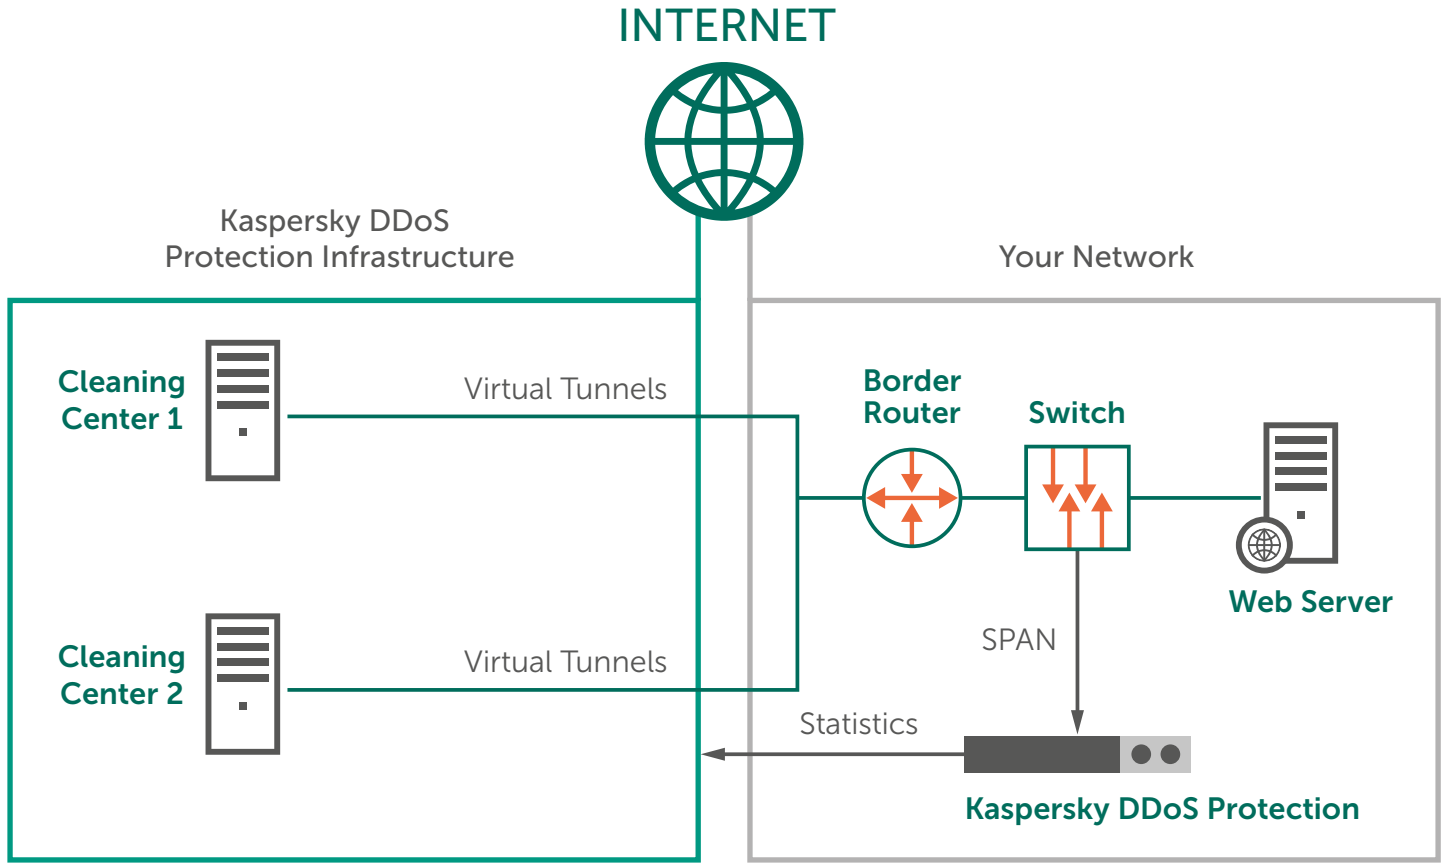 INTERNET
Kaspersky DDoS
Protection Infrastructure
Your Network
Cleaning
Center 1
Virtual Tunnels
Border
Router
Switch
Web Server
Cleaning
Center 2
Virtual Tunnels
SPAN
Statistics
Kaspersky DDoS Protection